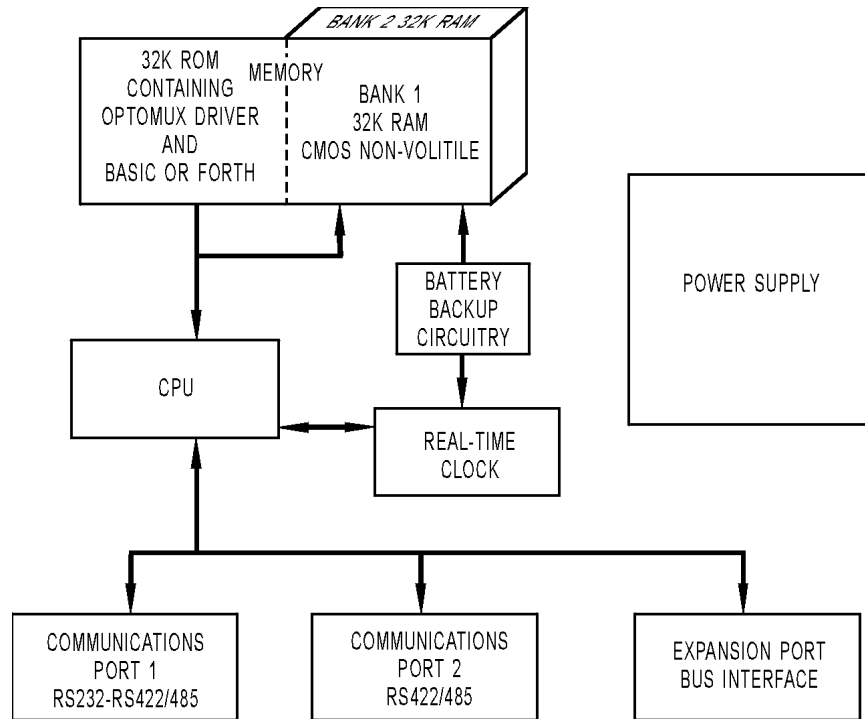 BANK 2 32K RAM
32K ROM
CONTAINING
OPTOMUX DRIVER
AND
BASIC OR FORTH
MEMORY
BANK 1
32K RAM
CMOS NON-VOLITILE
BATTERY
BACKUP
CIRCUITRY
POWER SUPPLY
CPU
REAL-TIME
CLOCK
COMMUNICATIONS
PORT 1
RS232-RS422/485
COMMUNICATIONS
PORT 2
RS422/485
EXPANSION PORT
BUS INTERFACE